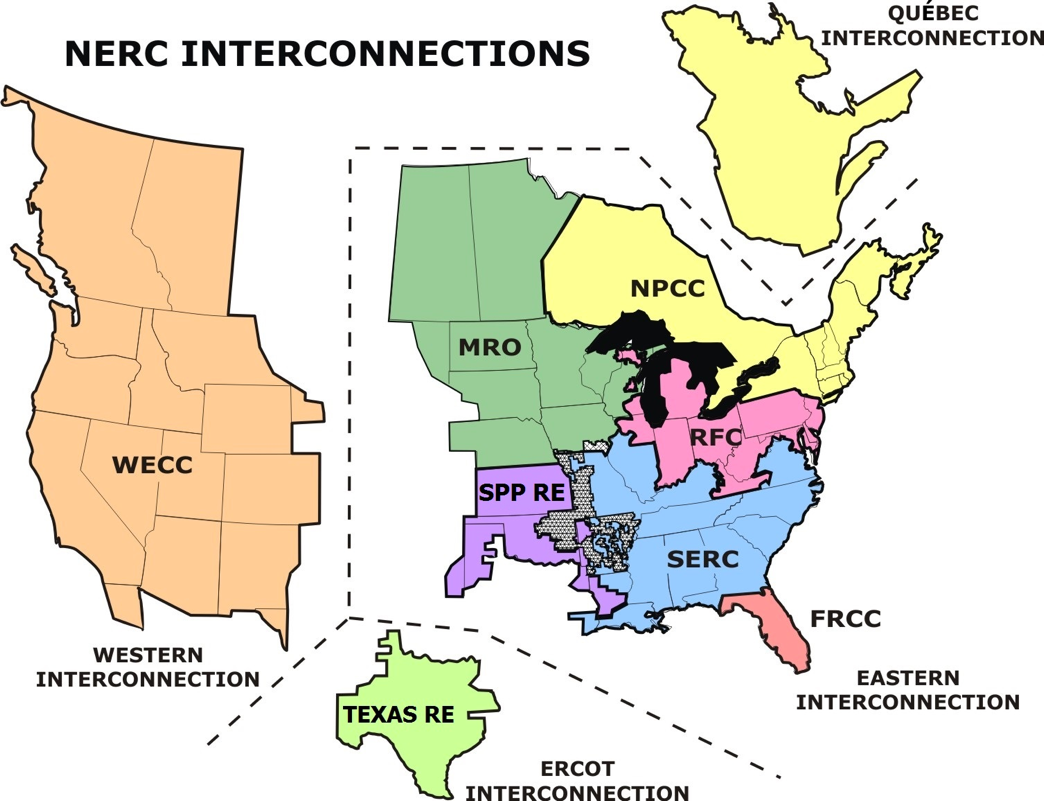 QUÉBEC
INTERCONNECTION
NERC INTERCONNECTIONS
NPCC
MRO
RFC
WECC
SPP RE
SERC
FRCC
WESTERN
INTERCONNECTION
EASTERN
INTERCONNECTION
TEXAS RE
ERCOT
INTERCONNECTION